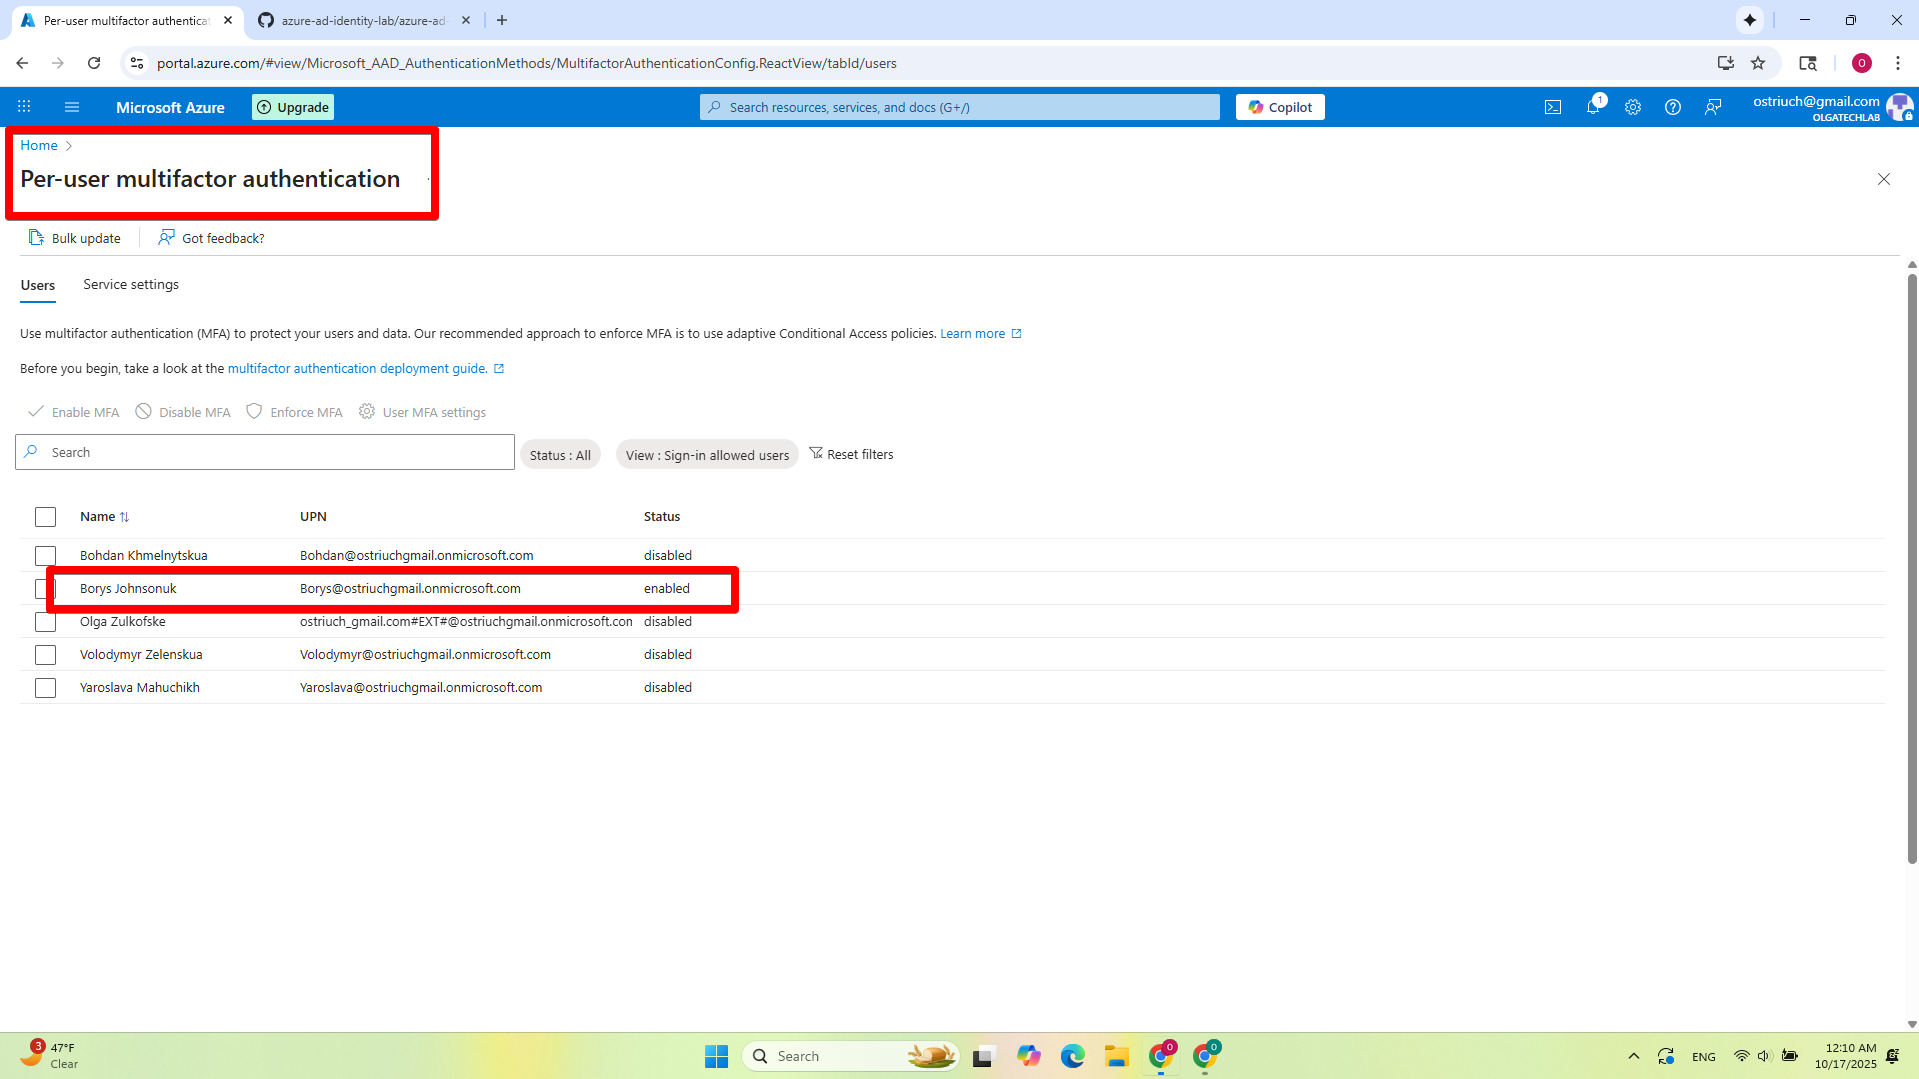 Per-user multifactor authenticat
azure-ad-identity-lab/azure-ad-
portal.azure.com/#view/Microsoft_AAD_AuthenticationMethods/MultifactorAuthenticationConfig.ReactView/tabId/users
O
Microsoft Azure
Upgrade
Search resources, services, and docs (G+/)
Copilot
1
ostriuch@gmail.com
OLGATECHLAB
Home
Per-user multifactor authentication
Bulk update
Got feedback?
Users
Service settings
Use multifactor authentication (MFA) to protect your users and data. Our recommended approach to enforce MFA is to use adaptive Conditional Access policies. Learn more
Before you begin, take a look at the multifactor authentication deployment guide.
Enable MFA
Disable MFA
Enforce MFA
User MFA settings
Search
Status : All
View : Sign-in allowed users
Reset filters
Name UPN Status
Bohdan Khmelnytskua Bohdan@ostriuchgmail.onmicrosoft.com disabled
Borys Johnsonuk Borys@ostriuchgmail.onmicrosoft.com enabled
Olga Zulkofske ostriuch_gmail.com#EXT#@ostriuchgmail.onmicrosoft.con disabled
Volodymyr Zelenskua Volodymyr@ostriuchgmail.onmicrosoft.com disabled
Yaroslava Mahuchikh Yaroslava@ostriuchgmail.onmicrosoft.com disabled
3
47°F
Clear
Search
O
O
ENG
12:10 AM
10/17/2025